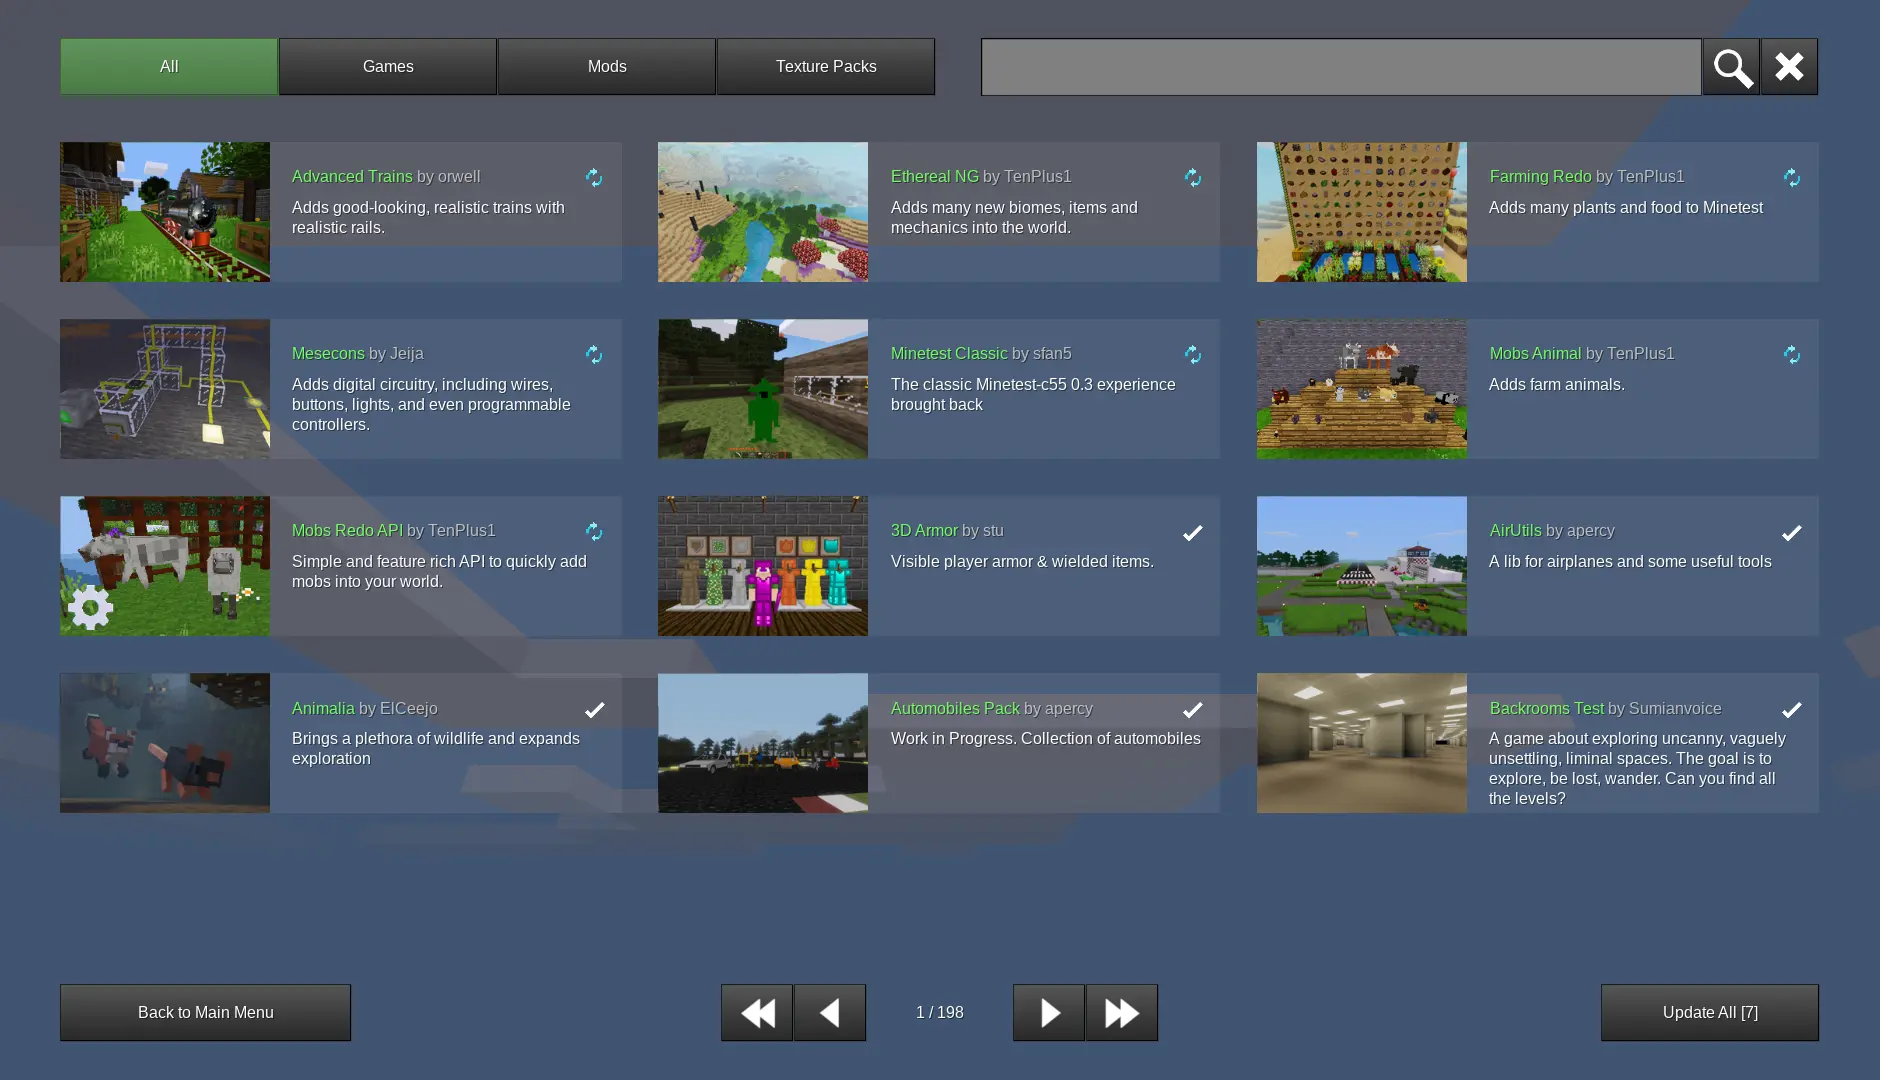 All
Games
Mods
Texture Packs
Advanced Trains by orwell
Adds good-looking, realistic trains with
realistic rails.
Ethereal NG by TenPlus1
Adds many new biomes, items and
mechanics into the world.
Farming Redo by TenPlus1
Adds many plants and food to Minetest
Mesecons by Jeija
Adds digital circuitry, including wires,
buttons, lights, and even programmable
controllers.
Minetest Classic by sfan5
The classic Minetest-c55 0.3 experience
brought back
Mobs Animal by TenPlus1
Adds farm animals.
Mobs Redo API by TenPlus1
Simple and feature rich API to quickly add
mobs into your world.
3D Armor by stu
Visible player armor & wielded items.
AirUtils by apercy
A lib for airplanes and some useful tools
Animalia by ElCeejo
Brings a plethora of wildlife and expands
exploration
Automobiles Pack by apercy
Work in Progress. Collection of automobiles
Backrooms Test by Sumianvoice
A game about exploring uncanny, vaguely
unsettling, liminal spaces. The goal is to
explore, be lost, wander. Can you find all
the levels?
Back to Main Menu
1 / 198
Update All [7]